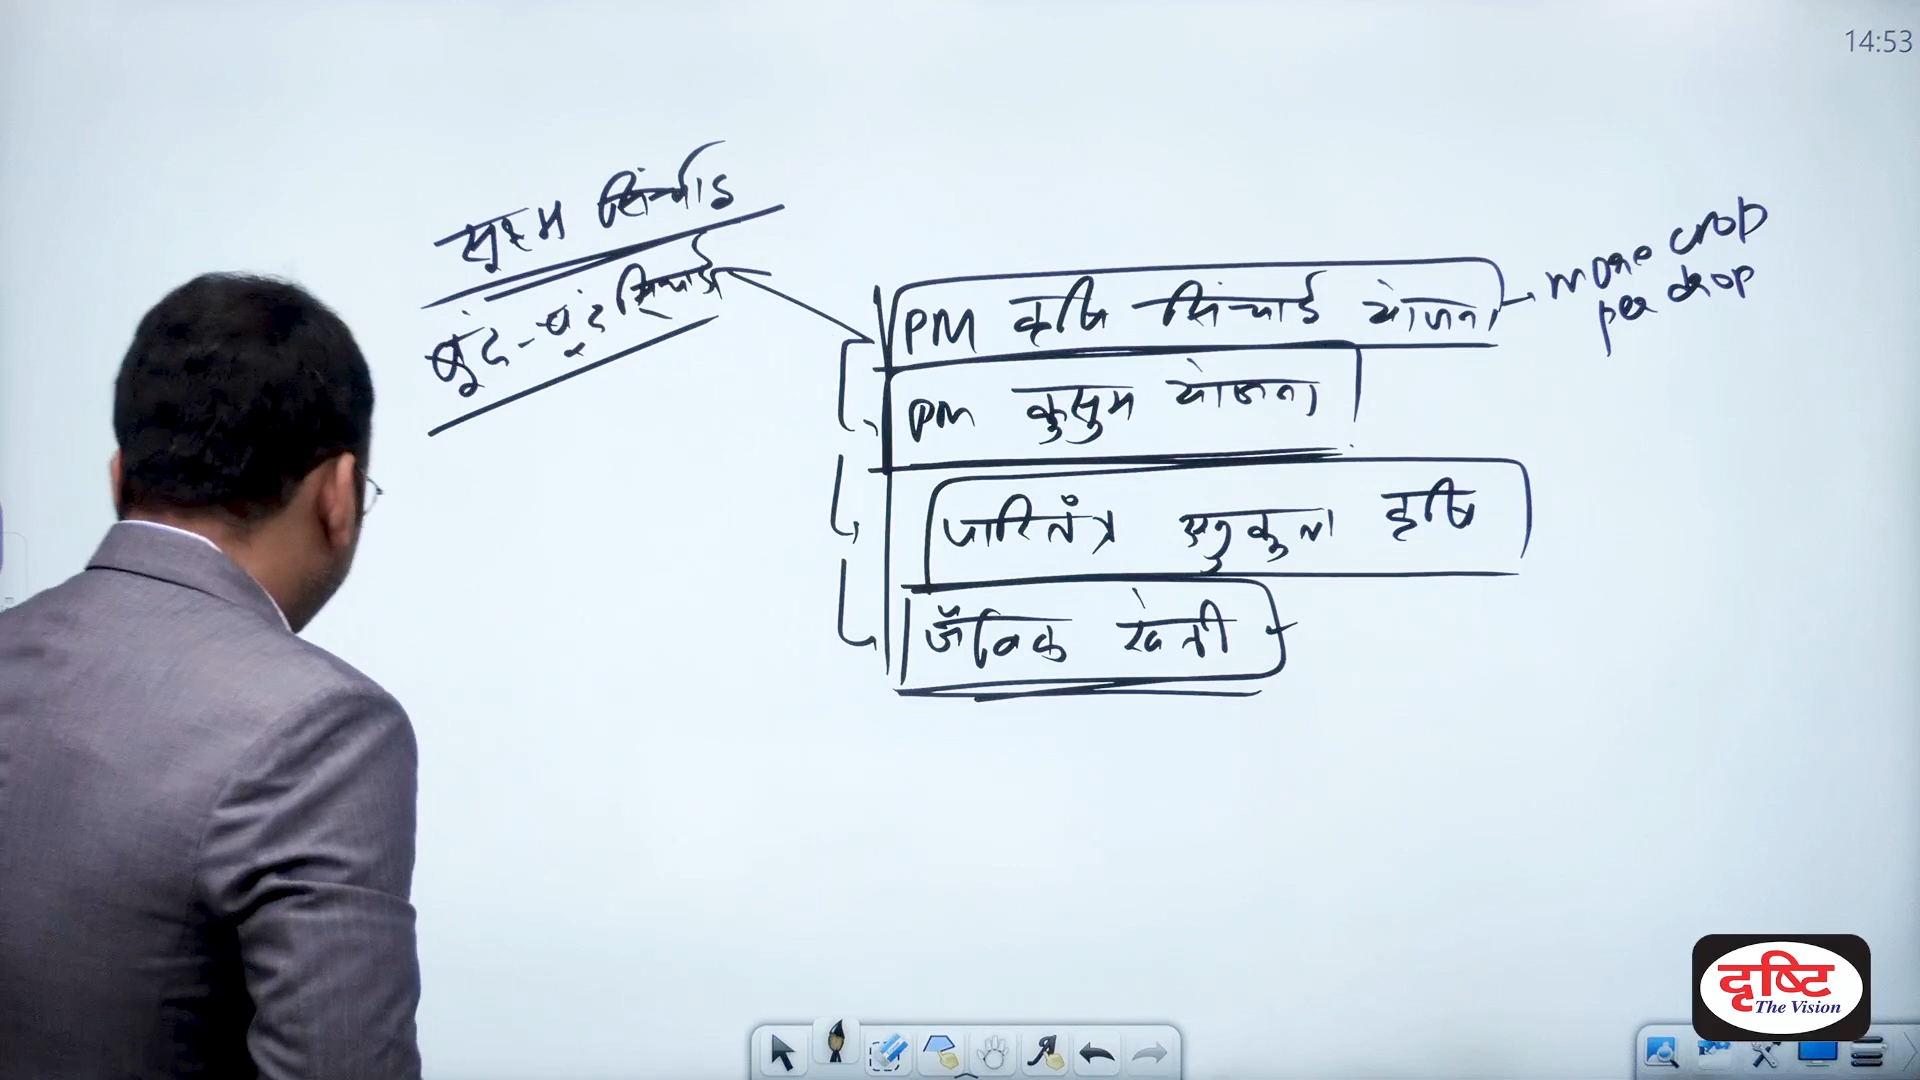 14:53
सूक्ष्म सिंचाई
बूंद-बूंद सिंचाई
PM कृषि सिंचाई योजना
more crop
per drop
PM कुसुम योजना
पारितंत्र अनुकूल कृषि
जैविक खेती
दृष्टि
The Vision